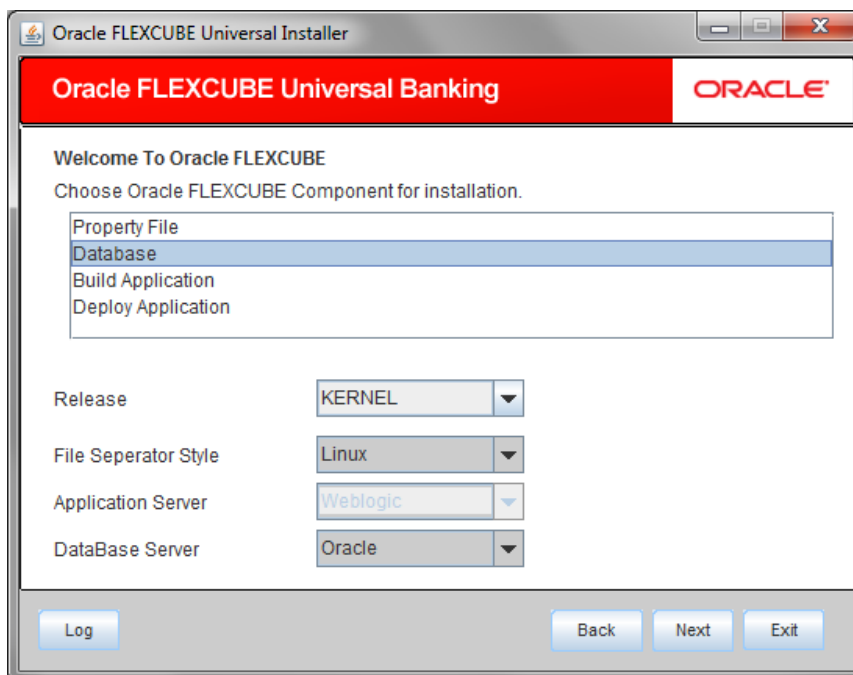 Oracle FLEXCUBE Universal Installer
Oracle FLEXCUBE Universal Banking
ORACLE
Welcome To Oracle FLEXCUBE
Choose Oracle FLEXCUBE Component for installation.
Property File
Database
Build Application
Deploy Application
Release KERNEL
File Seperator Style Linux
Application Server Weblogic
DataBase Server Oracle
Log Back Next Exit